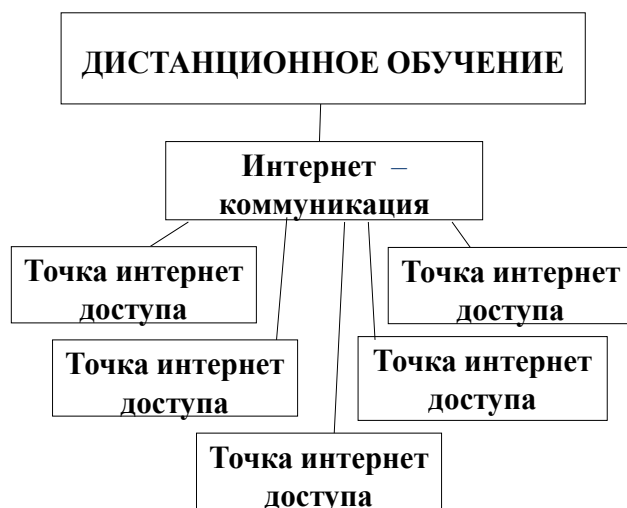 ДИСТАНЦИОННОЕ ОБУЧЕНИЕ
Интернет –
коммуникация
Точка интернет
доступа
Точка интернет
доступа
Точка интернет
доступа
Точка интернет
доступа
Точка интернет
доступа